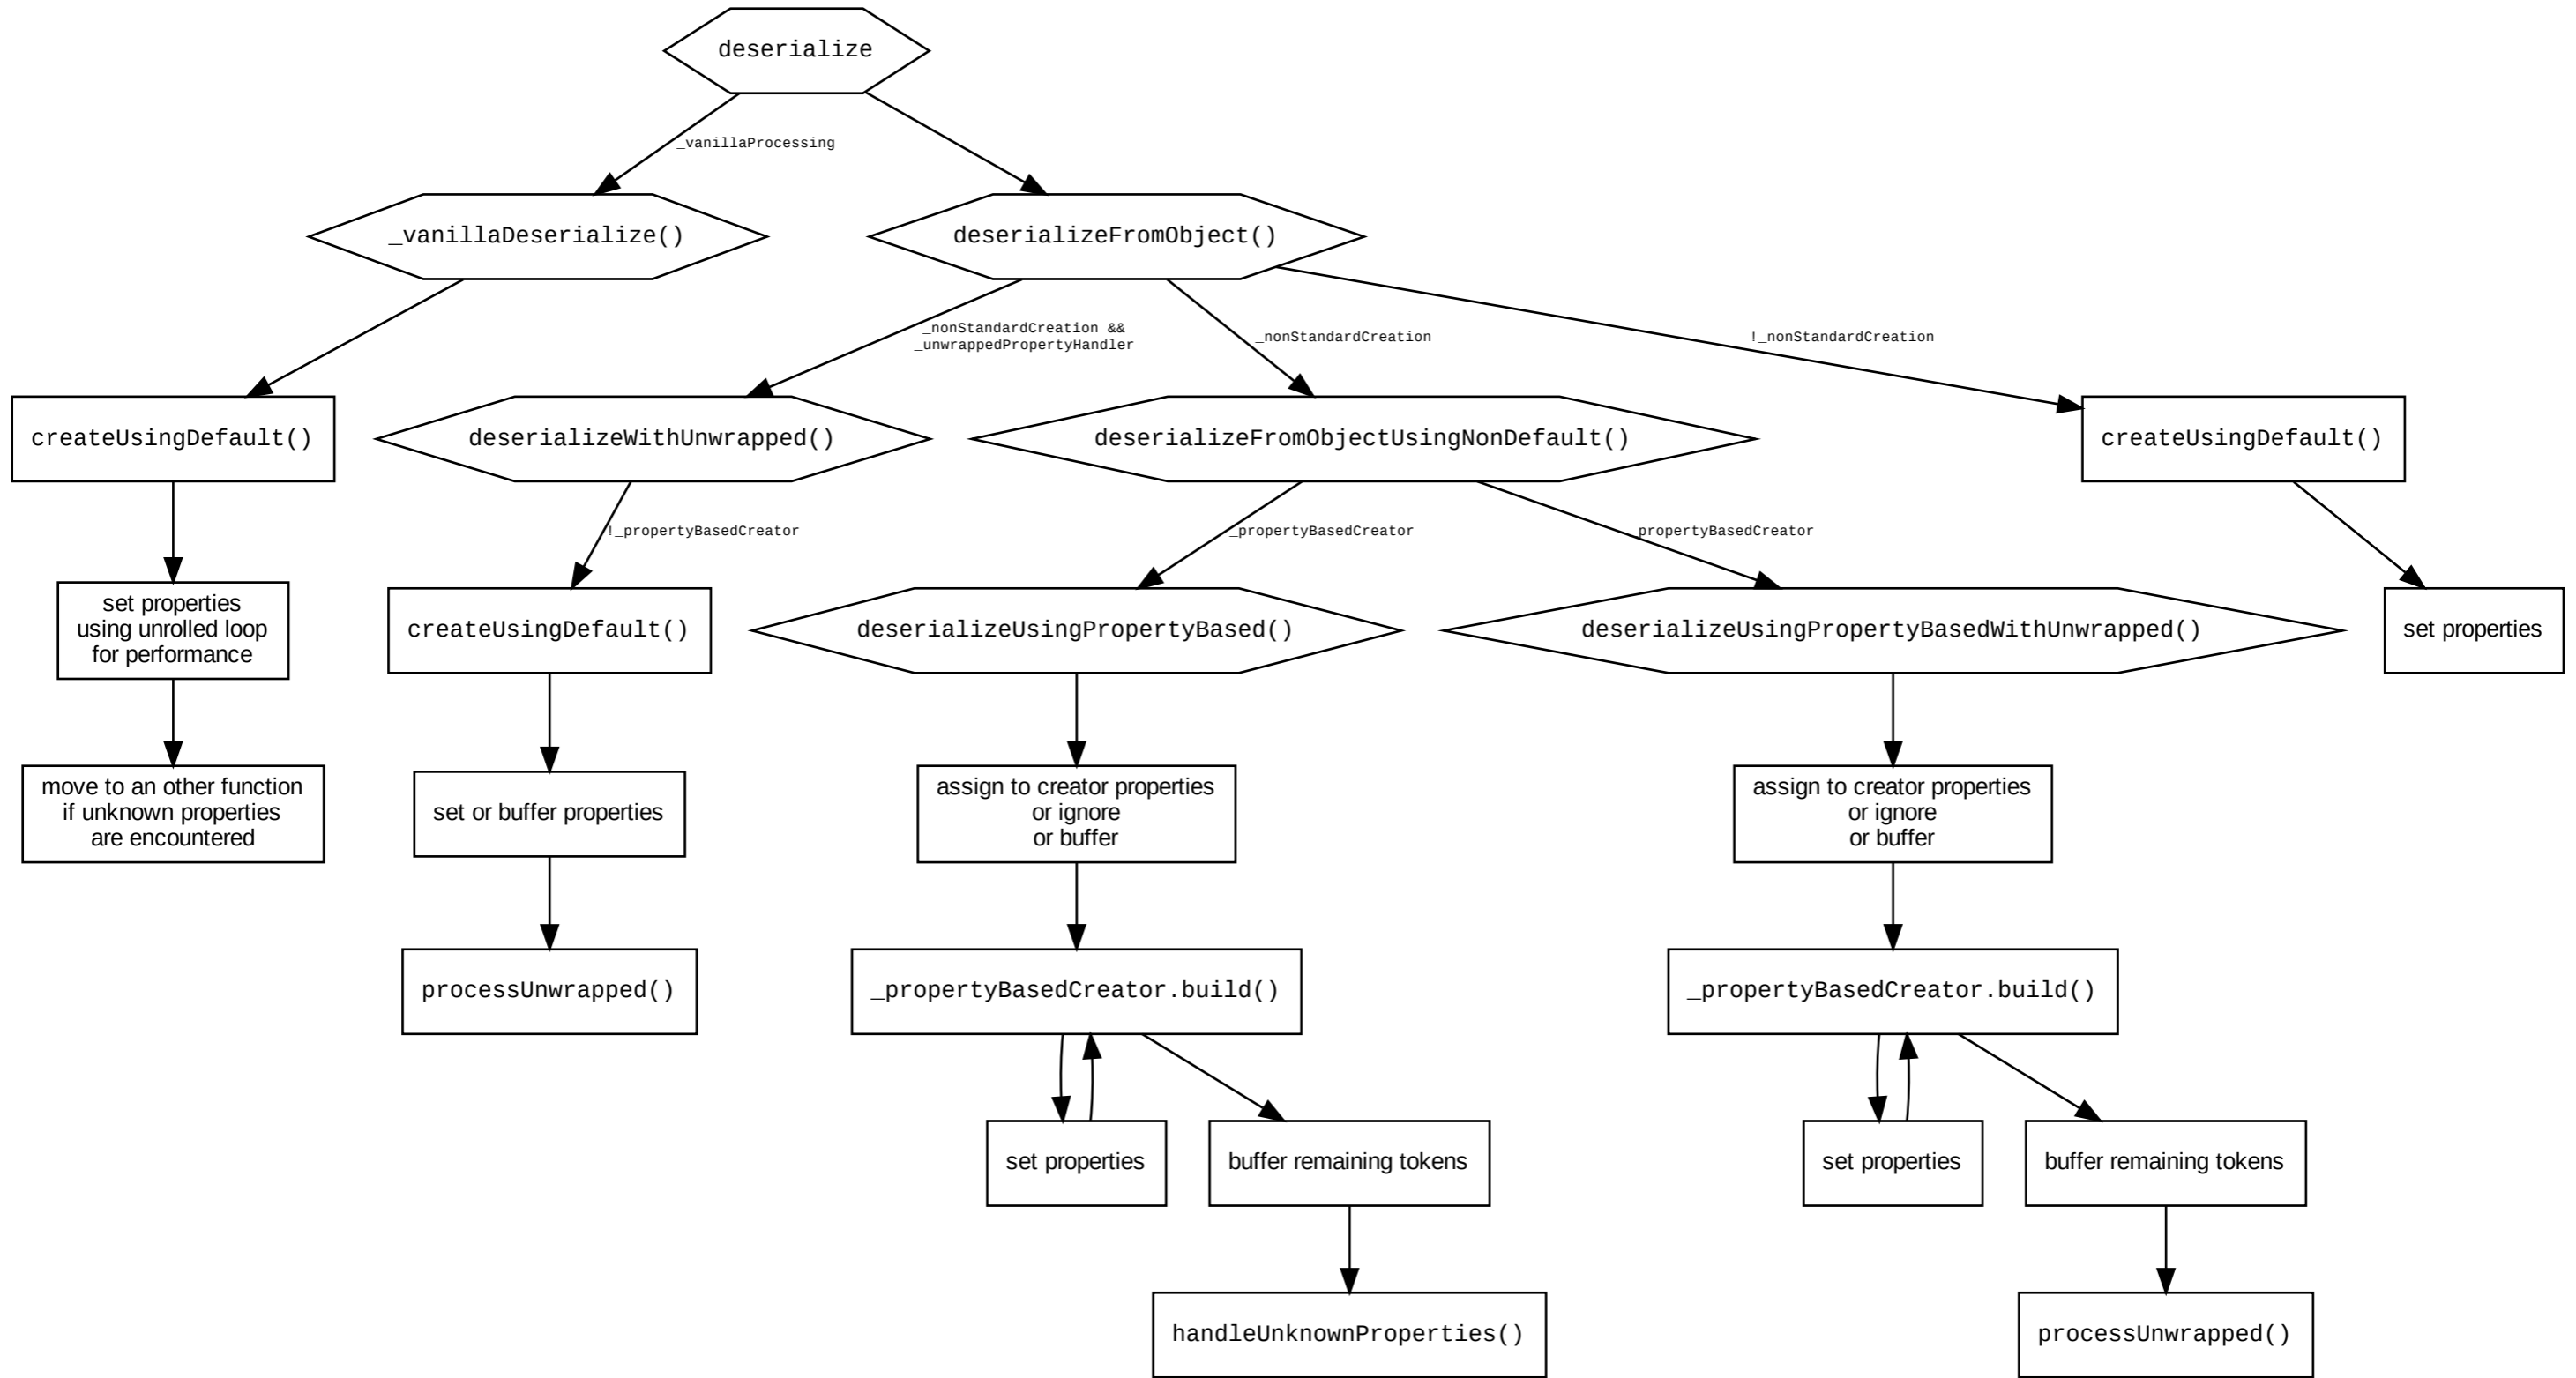 deserialize
_vanillaProcessing
_vanillaDeserialize()
deserializeFromObject()
_nonStandardCreation &&
_unwrappedPropertyHandler
_nonStandardCreation
!_nonStandardCreation
createUsingDefault()
deserializeWithUnwrapped()
deserializeFromObjectUsingNonDefault()
createUsingDefault()
!_propertyBasedCreator
_propertyBasedCreator
propertyBasedCreator
set properties
using unrolled loop
for performance
createUsingDefault()
deserializeUsingPropertyBased()
deserializeUsingPropertyBasedWithUnwrapped()
set properties
move to an other function
if unknown properties
are encountered
set or buffer properties
assign to creator properties
or ignore
or buffer
assign to creator properties
or ignore
or buffer
processUnwrapped()
_propertyBasedCreator.build()
_propertyBasedCreator.build()
set properties
buffer remaining tokens
set properties
buffer remaining tokens
handleUnknownProperties()
processUnwrapped()